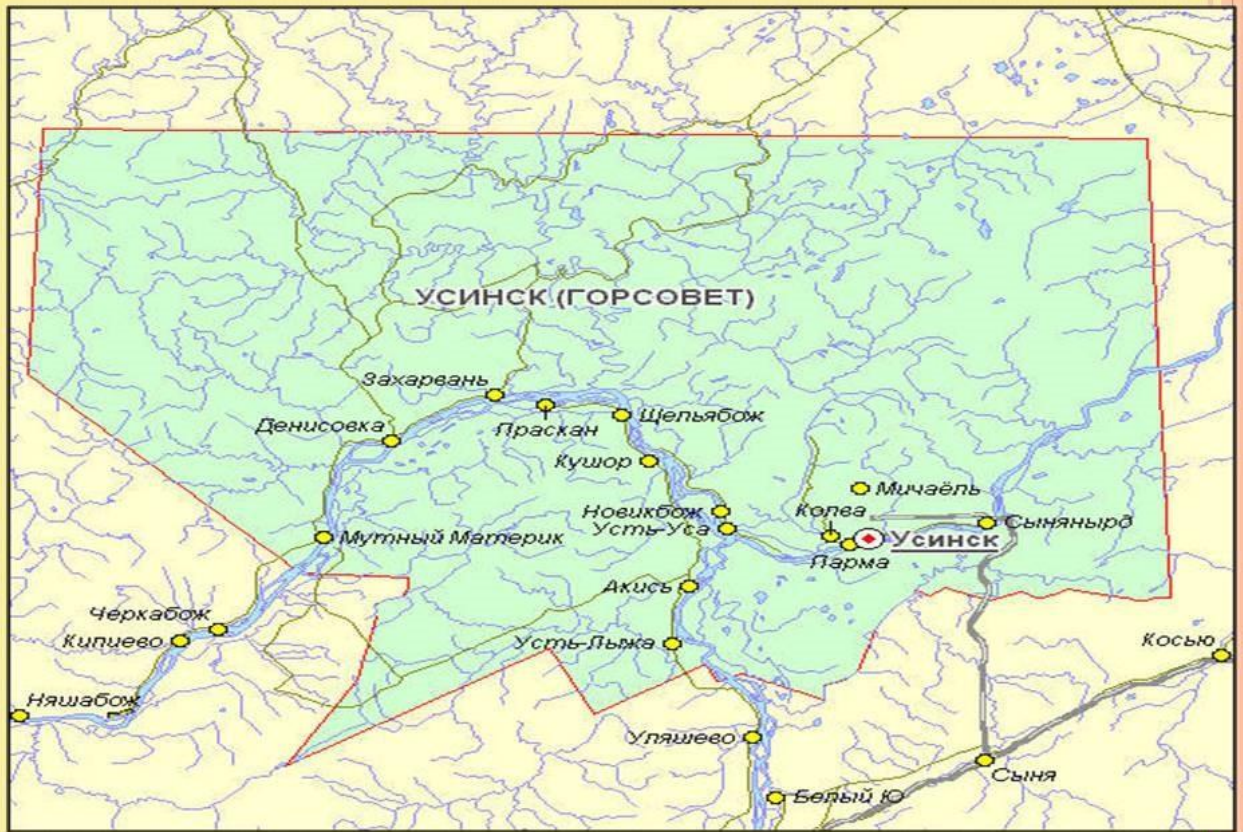 УСИНСК (ГОРСОВЕТ)
Захарвань
Денисовка
Праскан
Щельябож
Кушор
Мичаёль
Новикбож
Колва
Усть-Уса
Сынянырд
Мутный Материк
Усинск
Парма
Акись
Черкабож
Кипиево
Усть-Лыжа
Косью
Няшабож
Уляшево
Сыня
Белый Ю